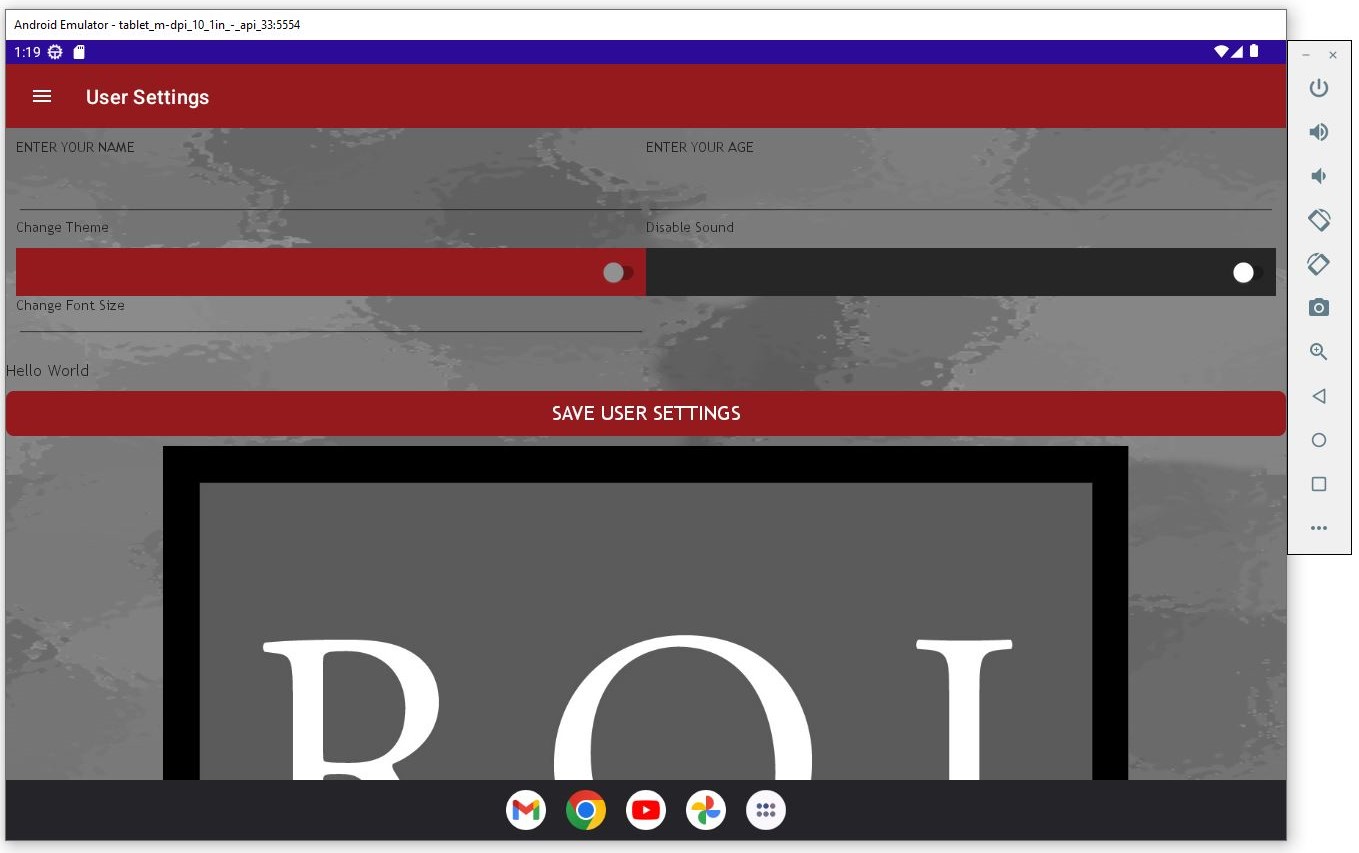 Android Emulator - tablet_m-dpi_10_1in_-_api_33:5554
1:19
User Settings
ENTER YOUR NAME ENTER YOUR AGE
Change Theme Disable Sound
Change Font Size
Hello World
SAVE USER SETTINGS
R O I